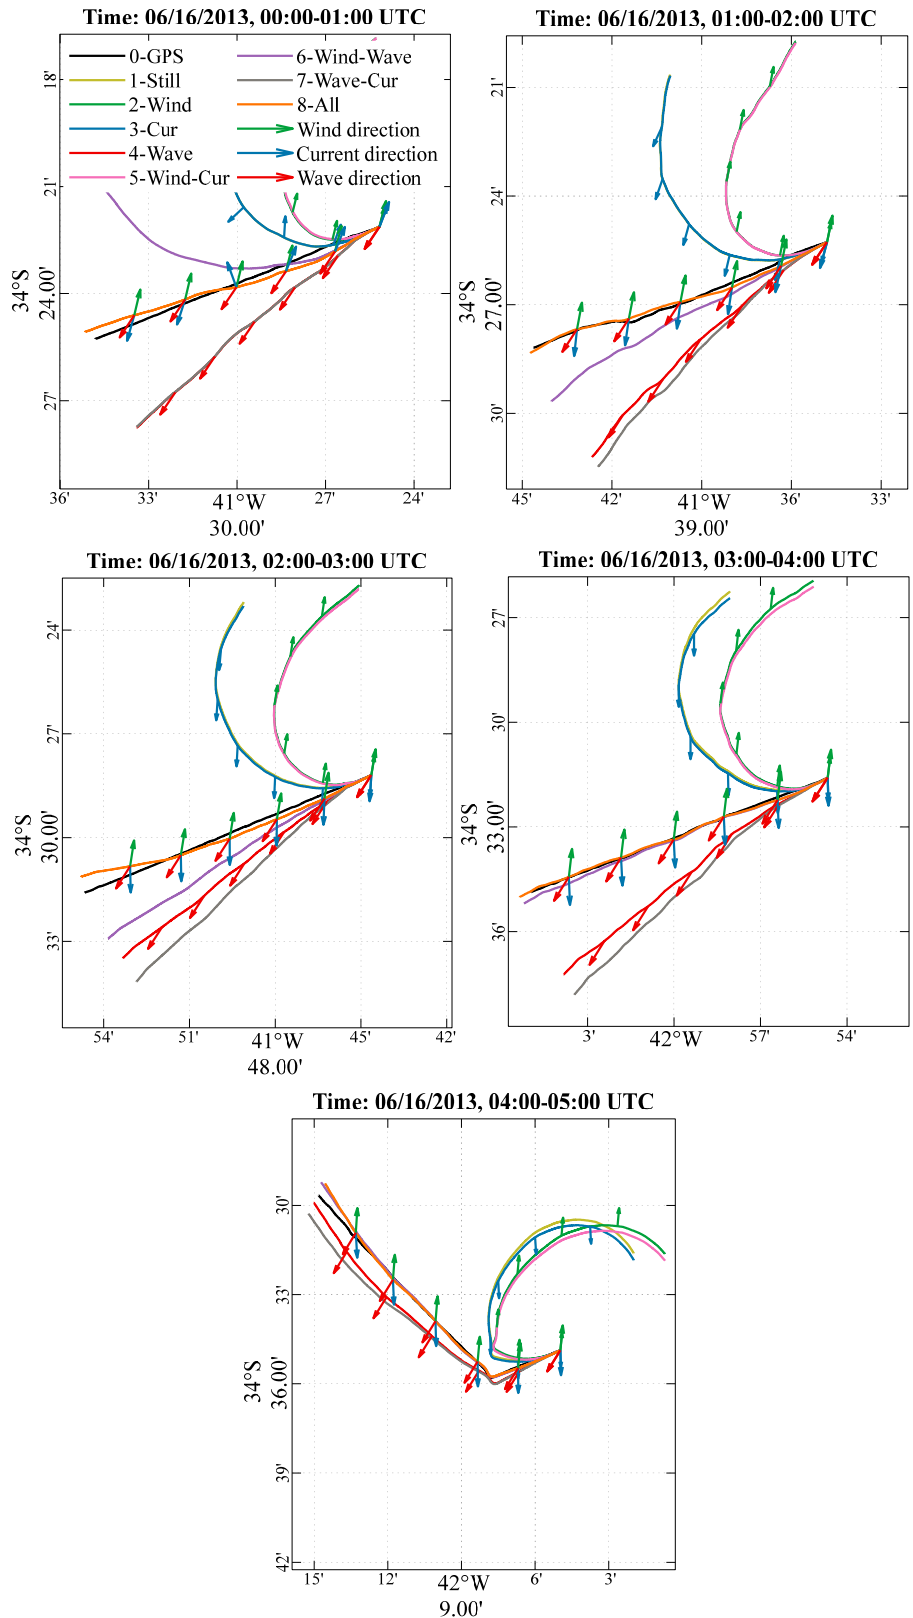 Time: 06/16/2013, 00:00-01:00 UTC
0-GPS
1-Still
2-Wind
3-Cur
4-Wave
5-Wind-Cur
6-Wind-Wave
7-Wave-Cur
8-All
Wind direction
Current direction
Wave direction
18'
21'
34°S
24.00'
27'
36'
33'
41°W
30.00'
27'
24'
Time: 06/16/2013, 01:00-02:00 UTC
21'
24'
34°S
27.00'
30'
45'
42'
41°W
39.00'
36'
33'
Time: 06/16/2013, 02:00-03:00 UTC
24'
27'
34°S
30.00'
33'
54'
51'
41°W
48.00'
45'
42'
Time: 06/16/2013, 03:00-04:00 UTC
27'
30'
34°S
33.00'
36'
3'
42°W
57'
54'
Time: 06/16/2013, 04:00-05:00 UTC
30'
33'
34°S
36.00'
39'
42'
15'
12'
42°W
9.00'
6'
3'